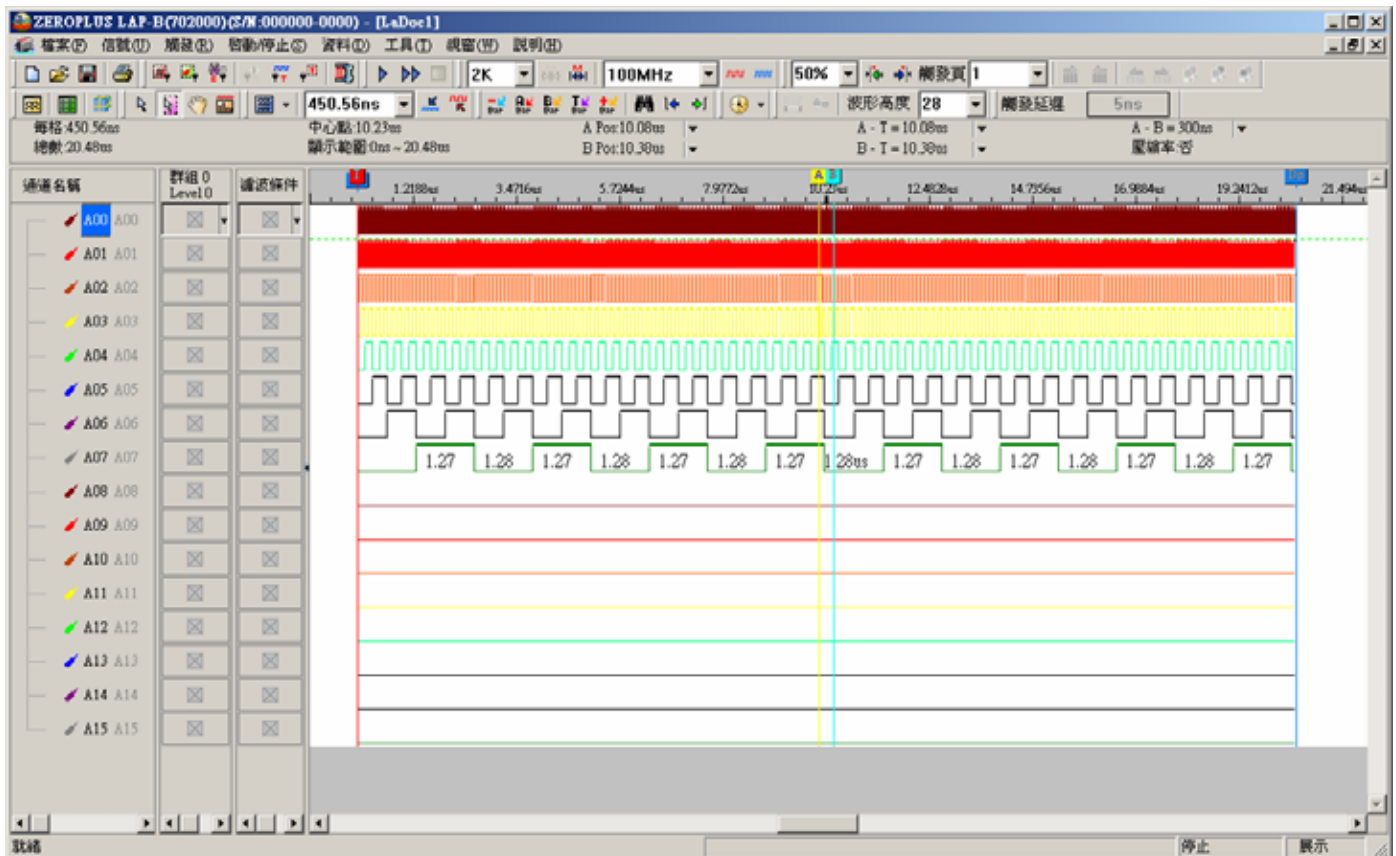 ZEROPLUS LAP-B(702000)(S/N:000000-0000) - [LaDoc1]
檔案(F) 信號(U) 觸發(R) 啓動/停止(S) 資料(D) 工具(T) 視窗(W) 説明(H)
2K 100MHz 50% 觸發頁 1
450.56ns 波形高度 28 觸發延遲 5ns
每格:450.56ns 中心點:10.23us A Pos:10.08us A - T = 10.08us A - B = 300ns
總數:20.48us 顯示範圍:0ns ~ 20.48us B Pos:10.38us B - T = 10.38us 壓縮率:否
通道名稱 群組 0 Level 0 濾波條件 1.2188us 3.4716us 5.7244us 7.9772us A B 10.23us 12.4828us 14.7356us 16.9884us 19.2412us 21.494us
A00 A00
A01 A01
A02 A02
A03 A03
A04 A04
A05 A05
A06 A06
A07 A07 1.27 1.28 1.27 1.28 1.27 1.28 1.27 1.28us 1.27 1.28 1.27 1.28 1.27 1.28 1.27
A08 A08
A09 A09
A10 A10
A11 A11
A12 A12
A13 A13
A14 A14
A15 A15
就緒 停止 展示